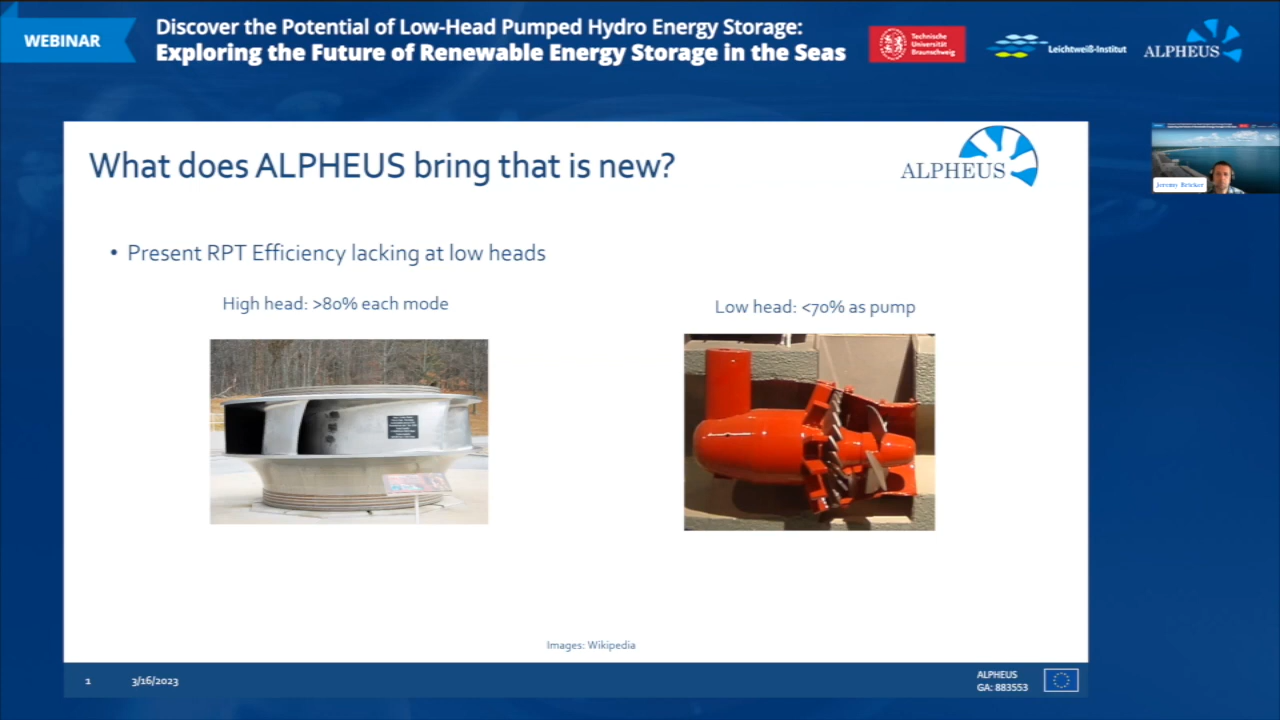 WEBINAR
Discover the Potential of Low-Head Pumped Hydro Energy Storage:
Exploring the Future of Renewable Energy Storage in the Seas
Technische
Universität
Braunschweig
Leichtweiß-Institut
ALPHEUS
What does ALPHEUS bring that is new?
ALPHEUS
Jeremy Bricker
• Present RPT Efficiency lacking at low heads
High head: >80% each mode
Low head: <70% as pump
Images: Wikipedia
1
3/16/2023
ALPHEUS
GA: 883553